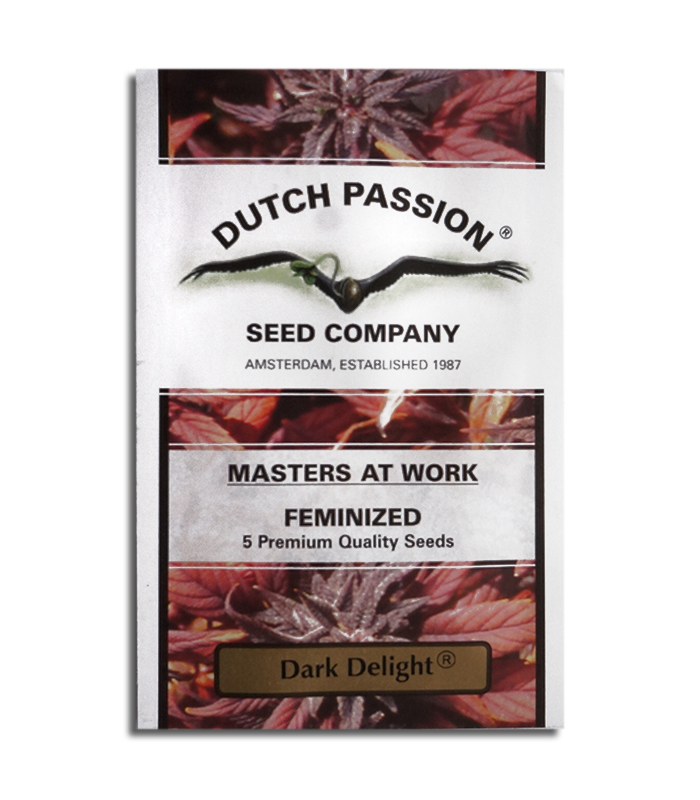 DUTCH PASSION®
SEED COMPANY
AMSTERDAM, ESTABLISHED 1987
MASTERS AT WORK
FEMINIZED
5 Premium Quality Seeds
Dark Delight®